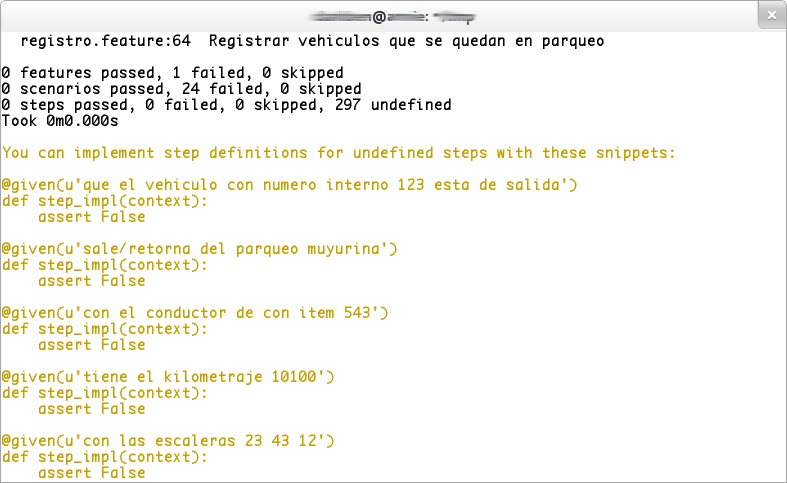 @
registro.feature:64 Registrar vehiculos que se quedan en parqueo
0 features passed, 1 failed, 0 skipped
0 scenarios passed, 24 failed, 0 skipped
0 steps passed, 0 failed, 0 skipped, 297 undefined
Took 0m0.000s
You can implement step definitions for undefined steps with these snippets:
@given(u'que el vehiculo con numero interno 123 esta de salida')
def step_impl(context):
    assert False
@given(u'sale/retorna del parqueo muyurina')
def step_impl(context):
    assert False
@given(u'con el conductor de con item 543')
def step_impl(context):
    assert False
@given(u'tiene el kilometraje 10100')
def step_impl(context):
    assert False
@given(u'con las escaleras 23 43 12')
def step_impl(context):
    assert False